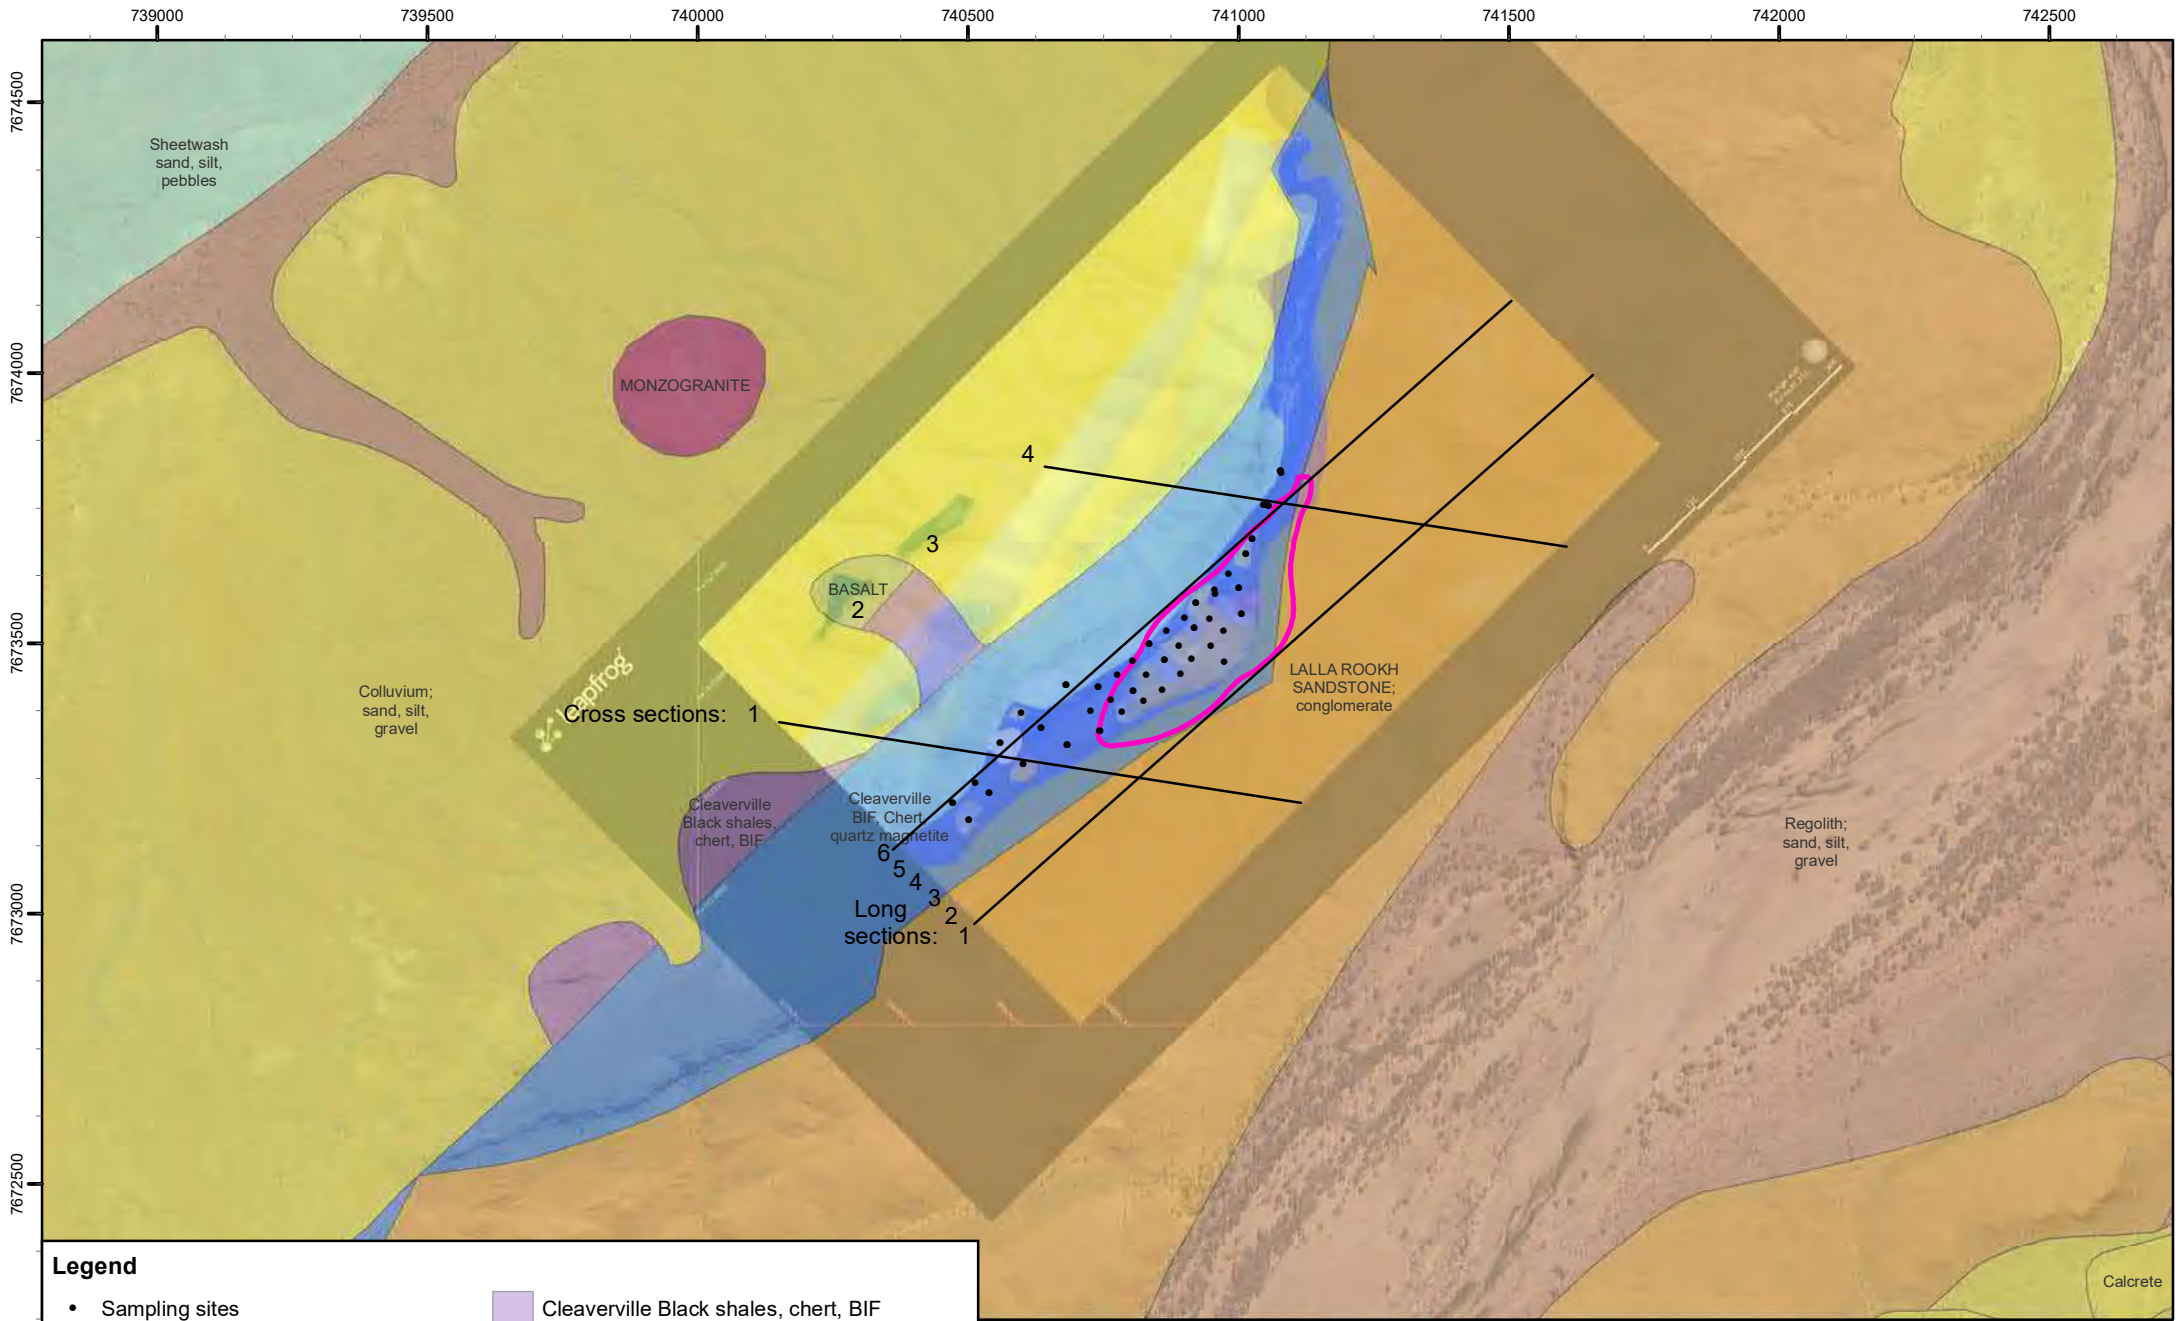 739000 739500 740000 740500 741000 741500 742000 742500
7674500
7674000
7673500
7673000
7672500
Sheetwash
sand, silt,
pebbles
MONZOGRANITE
4
3
BASALT
2
leapfrog
Colluvium;
sand, silt,
gravel
Cross sections: 1
LALLA ROOKH
SANDSTONE;
conglomerate
Cleaverville
Black shales,
chert, BIF
Cleaverville
BIF, Chert,
quartz magnetite
6
5
4
3
2
Long
sections: 1
Regolith;
sand, silt,
gravel
Calcrete
Legend
Sampling sites
Cleaverville Black shales, chert, BIF